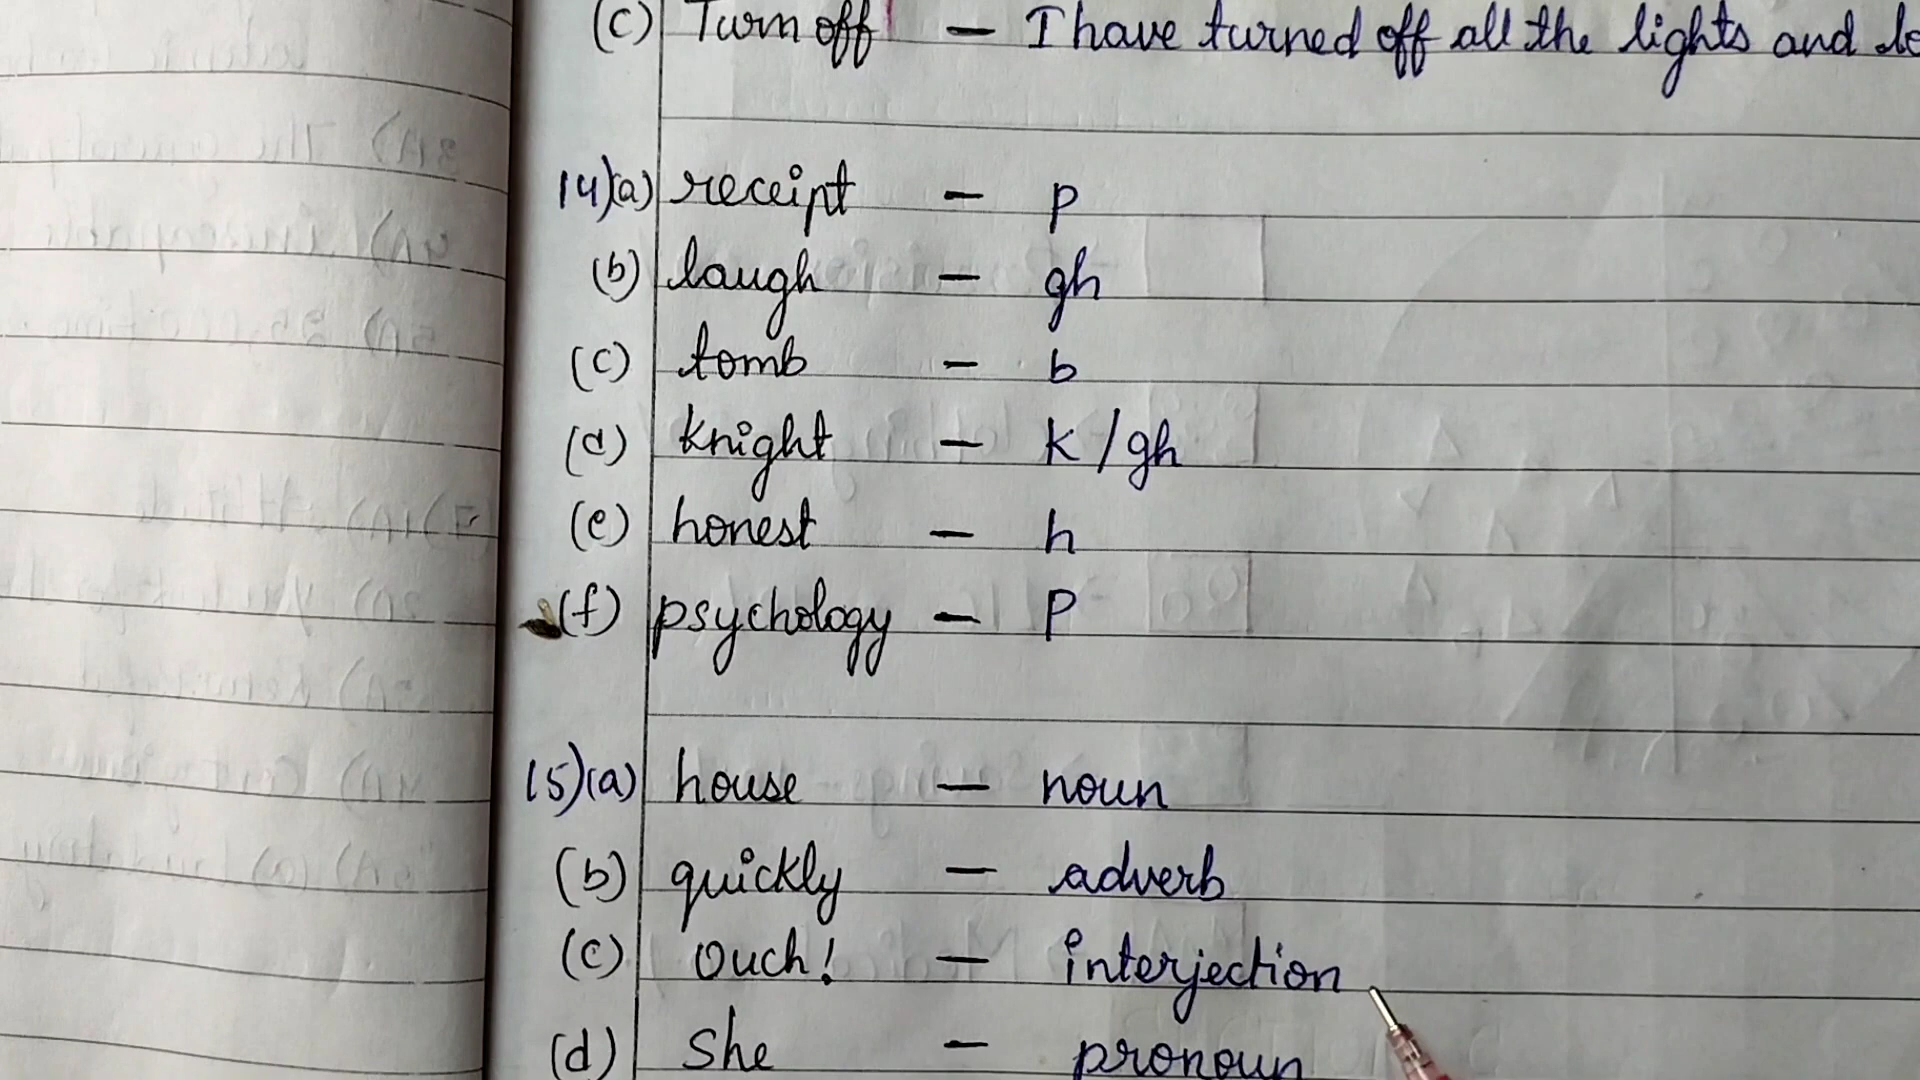 (c) Turn off — I have turned off all the lights and
14)(a) receipt — p
(b) laugh — gh
(c) tomb — b
(d) knight — k/gh
(e) honest — h
(f) psychology — P
15)(a) house — noun
(b) quickly — adverb
(c) Ouch! — interjection
(d) She — pronoun